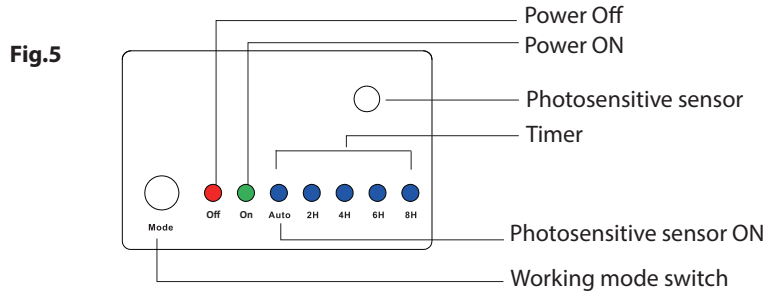 Power Off
Power ON
Fig.5
Photosensitive sensor
Timer
Off On Auto 2H 4H 6H 8H
Mode
Photosensitive sensor ON
Working mode switch